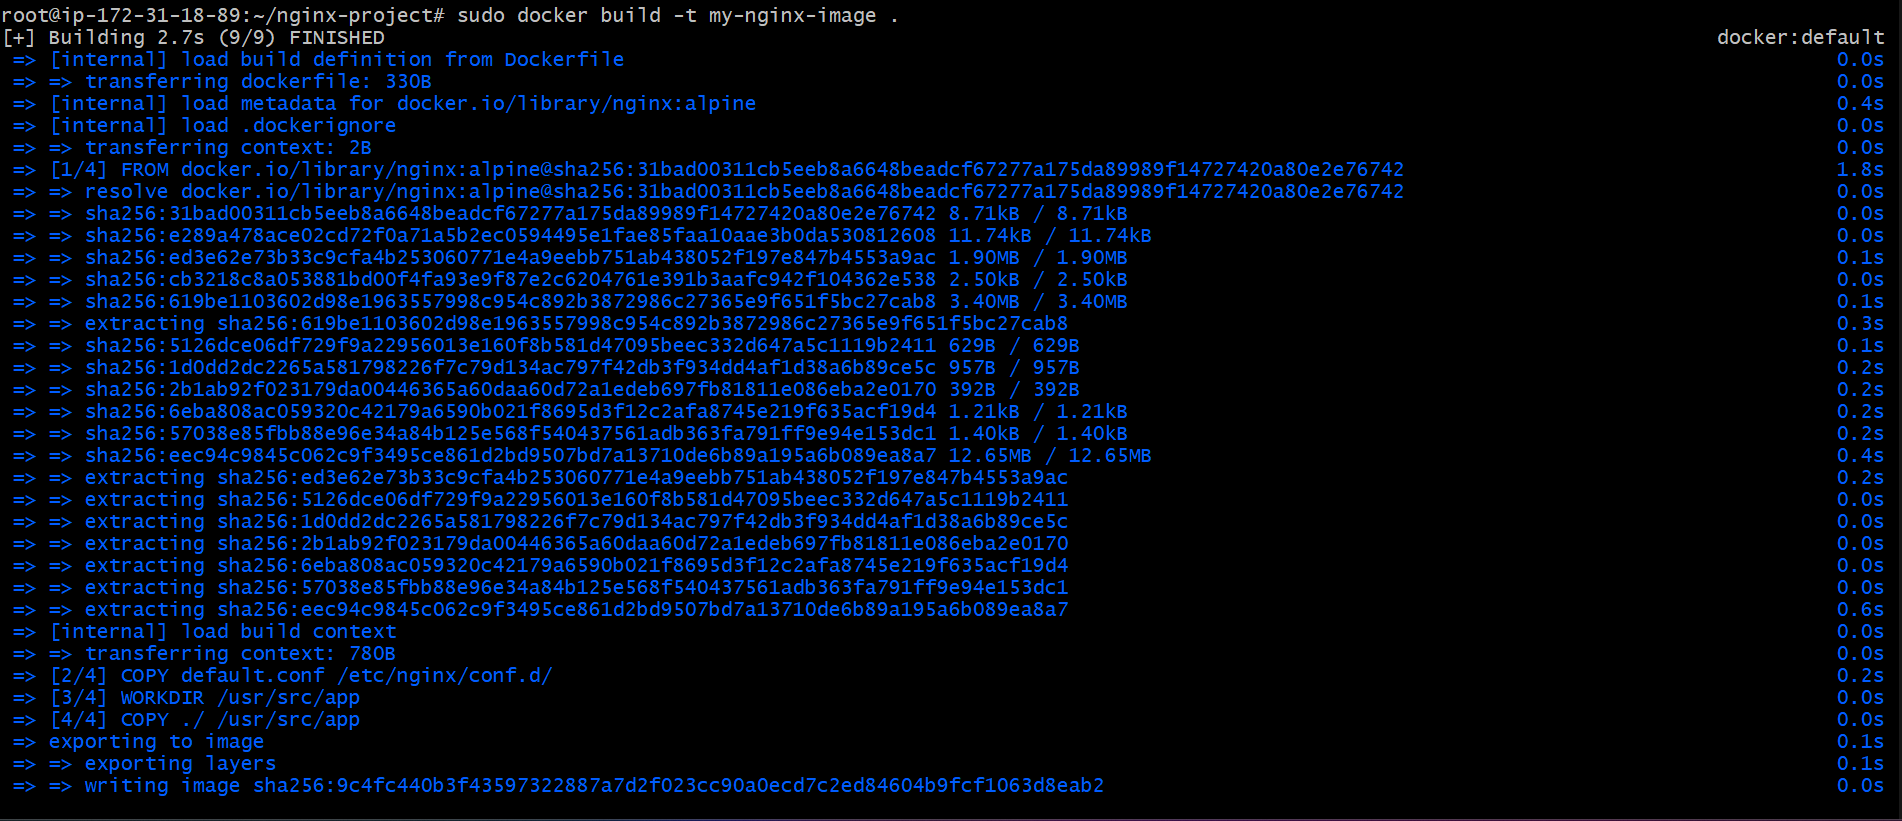 root@ip-172-31-18-89:~/nginx-project# sudo docker build -t my-nginx-image .
[+] Building 2.7s (9/9) FINISHED docker:default
=> [internal] load build definition from Dockerfile 0.0s
=> => transferring dockerfile: 330B 0.0s
=> [internal] load metadata for docker.io/library/nginx:alpine 0.4s
=> [internal] load .dockerignore 0.0s
=> => transferring context: 2B 0.0s
=> [1/4] FROM docker.io/library/nginx:alpine@sha256:31bad00311cb5eeb8a6648beadcf67277a175da89989f14727420a80e2e76742 1.8s
=> => resolve docker.io/library/nginx:alpine@sha256:31bad00311cb5eeb8a6648beadcf67277a175da89989f14727420a80e2e76742 0.0s
=> => sha256:31bad00311cb5eeb8a6648beadcf67277a175da89989f14727420a80e2e76742 8.71kB / 8.71kB 0.0s
=> => sha256:e289a478ace02cd72f0a71a5b2ec0594495e1fae85faa10aae3b0da530812608 11.74kB / 11.74kB 0.0s
=> => sha256:ed3e62e73b33c9cfa4b253060771e4a9eebb751ab438052f197e847b4553a9ac 1.90MB / 1.90MB 0.1s
=> => sha256:cb3218c8a053881bd00f4fa93e9f87e2c6204761e391b3aafc942f104362e538 2.50kB / 2.50kB 0.0s
=> => sha256:619be1103602d98e1963557998c954c892b3872986c27365e9f651f5bc27cab8 3.40MB / 3.40MB 0.1s
=> => extracting sha256:619be1103602d98e1963557998c954c892b3872986c27365e9f651f5bc27cab8 0.3s
=> => sha256:5126dce06df729f9a22956013e160f8b581d47095beec332d647a5c1119b2411 629B / 629B 0.1s
=> => sha256:1d0dd2dc2265a581798226f7c79d134ac797f42db3f934dd4af1d38a6b89ce5c 957B / 957B 0.2s
=> => sha256:2b1ab92f023179da00446365a60daa60d72a1edeb697fb81811e086eba2e0170 392B / 392B 0.2s
=> => sha256:6eba808ac059320c42179a6590b021f8695d3f12c2afa8745e219f635acf19d4 1.21kB / 1.21kB 0.2s
=> => sha256:57038e85fbb88e96e34a84b125e568f540437561adb363fa791ff9e94e153dc1 1.40kB / 1.40kB 0.2s
=> => sha256:eec94c9845c062c9f3495ce861d2bd9507bd7a13710de6b89a195a6b089ea8a7 12.65MB / 12.65MB 0.4s
=> => extracting sha256:ed3e62e73b33c9cfa4b253060771e4a9eebb751ab438052f197e847b4553a9ac 0.2s
=> => extracting sha256:5126dce06df729f9a22956013e160f8b581d47095beec332d647a5c1119b2411 0.0s
=> => extracting sha256:1d0dd2dc2265a581798226f7c79d134ac797f42db3f934dd4af1d38a6b89ce5c 0.0s
=> => extracting sha256:2b1ab92f023179da00446365a60daa60d72a1edeb697fb81811e086eba2e0170 0.0s
=> => extracting sha256:6eba808ac059320c42179a6590b021f8695d3f12c2afa8745e219f635acf19d4 0.0s
=> => extracting sha256:57038e85fbb88e96e34a84b125e568f540437561adb363fa791ff9e94e153dc1 0.0s
=> => extracting sha256:eec94c9845c062c9f3495ce861d2bd9507bd7a13710de6b89a195a6b089ea8a7 0.6s
=> [internal] load build context 0.0s
=> => transferring context: 780B 0.0s
=> [2/4] COPY default.conf /etc/nginx/conf.d/ 0.2s
=> [3/4] WORKDIR /usr/src/app 0.0s
=> [4/4] COPY ./ /usr/src/app 0.0s
=> exporting to image 0.1s
=> => exporting layers 0.1s
=> => writing image sha256:9c4fc440b3f43597322887a7d2f023cc90a0ecd7c2ed84604b9fcf1063d8eab2 0.0s